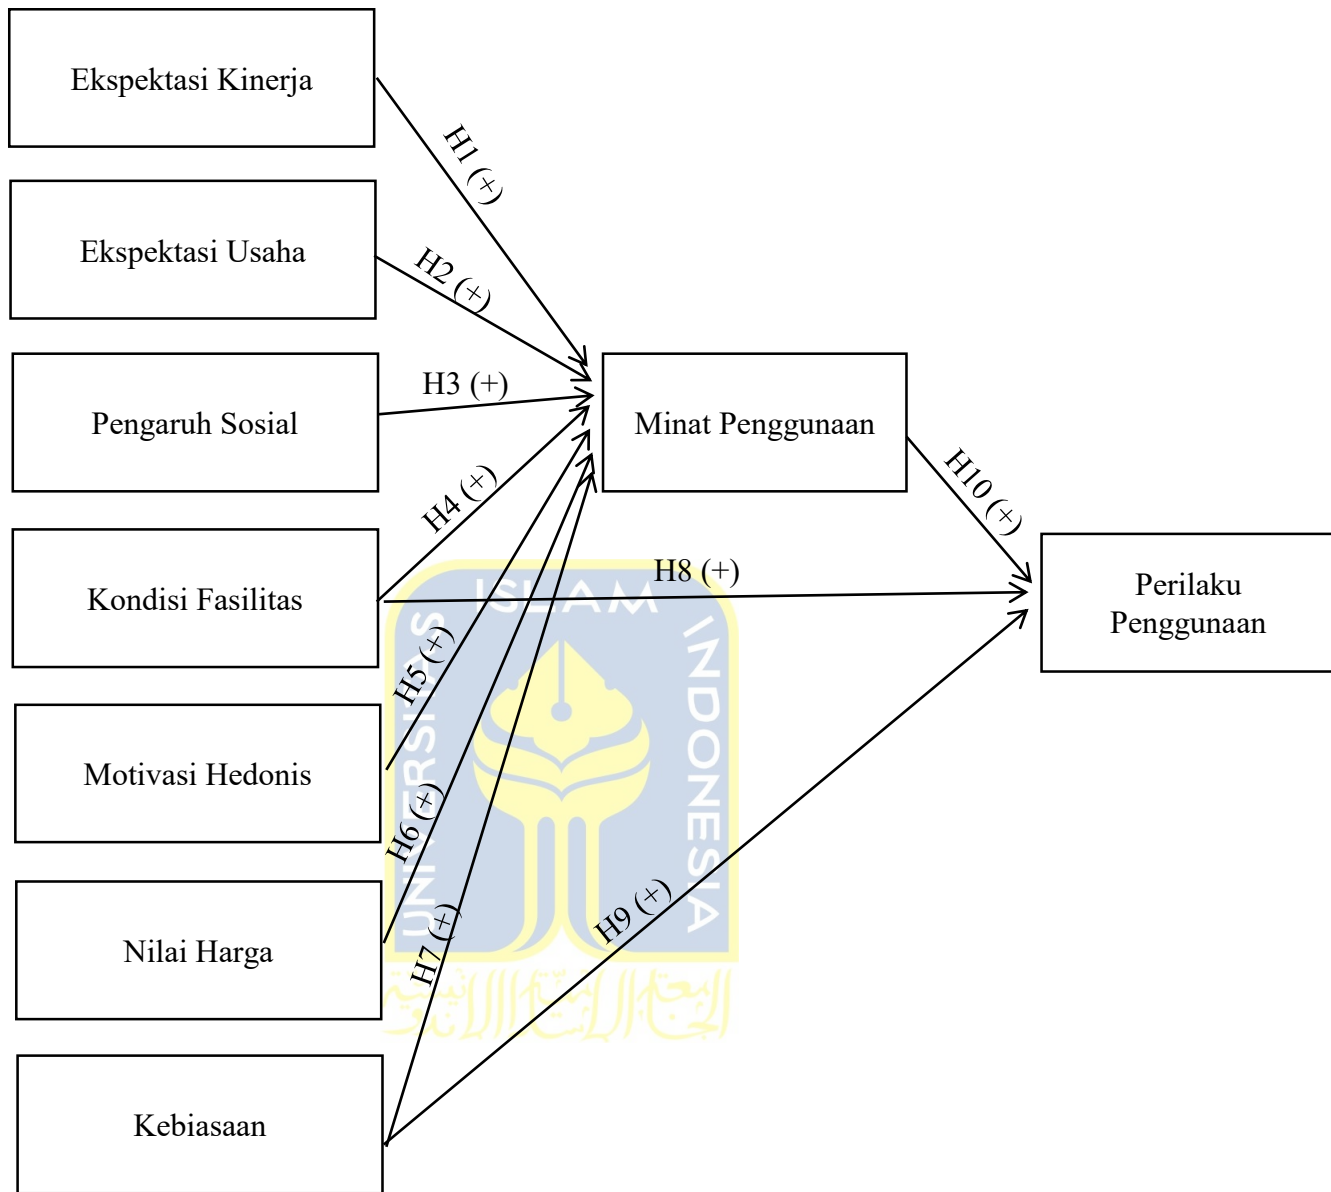 Ekspektasi Kinerja
H1 (+)
Ekspektasi Usaha
H2 (+)
Pengaruh Sosial
H3 (+)
Minat Penggunaan
H4 (+)
H10 (+)
Kondisi Fasilitas
H8 (+)
Perilaku
Penggunaan
ISLAM
UNIVERSITAS
INDONESIA
H5 (+)
Motivasi Hedonis
H6 (+)
Nilai Harga
H7 (+)
H9 (+)
Kebiasaan